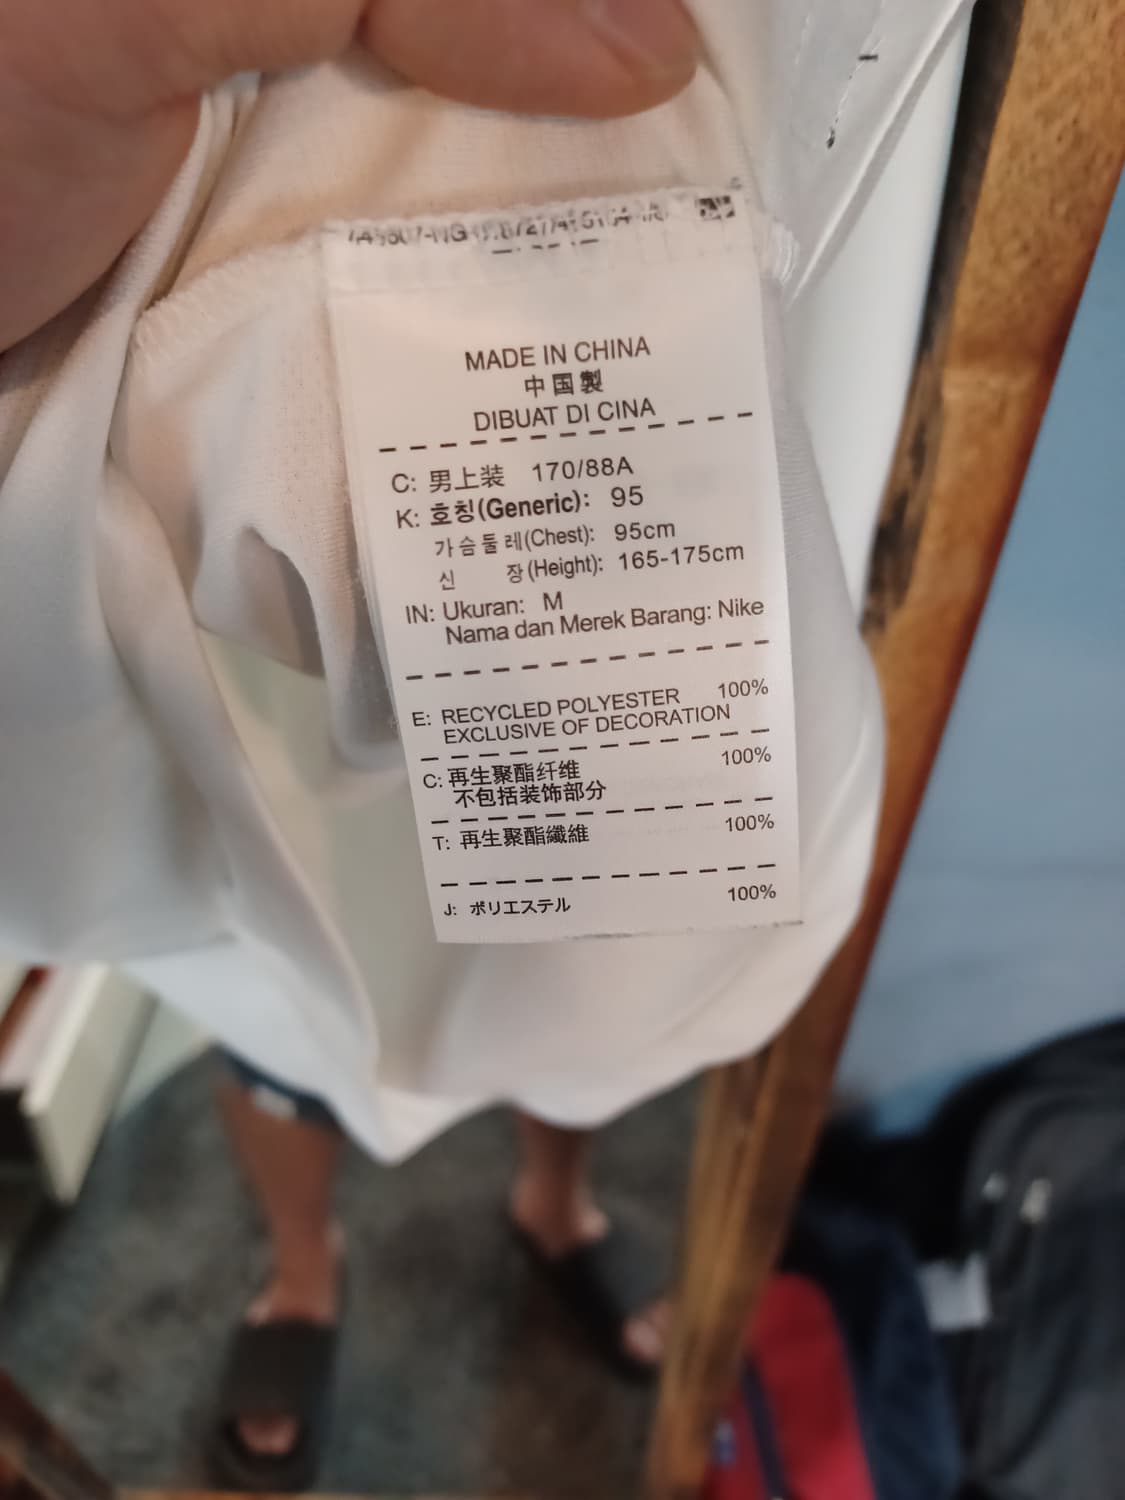 MADE IN CHINA
中国製
DIBUAT DI CINA
C: 男上装 170/88A
K: 호칭(Generic): 95
가슴둘레(Chest): 95cm
신 장(Height): 165-175cm
IN: Ukuran: M
Nama dan Merek Barang: Nike
E: RECYCLED POLYESTER 100%
EXCLUSIVE OF DECORATION
C: 再生聚酯纤维 100%
不包括装饰部分
T: 再生聚酯纖維 100%
J: ポリエステル 100%